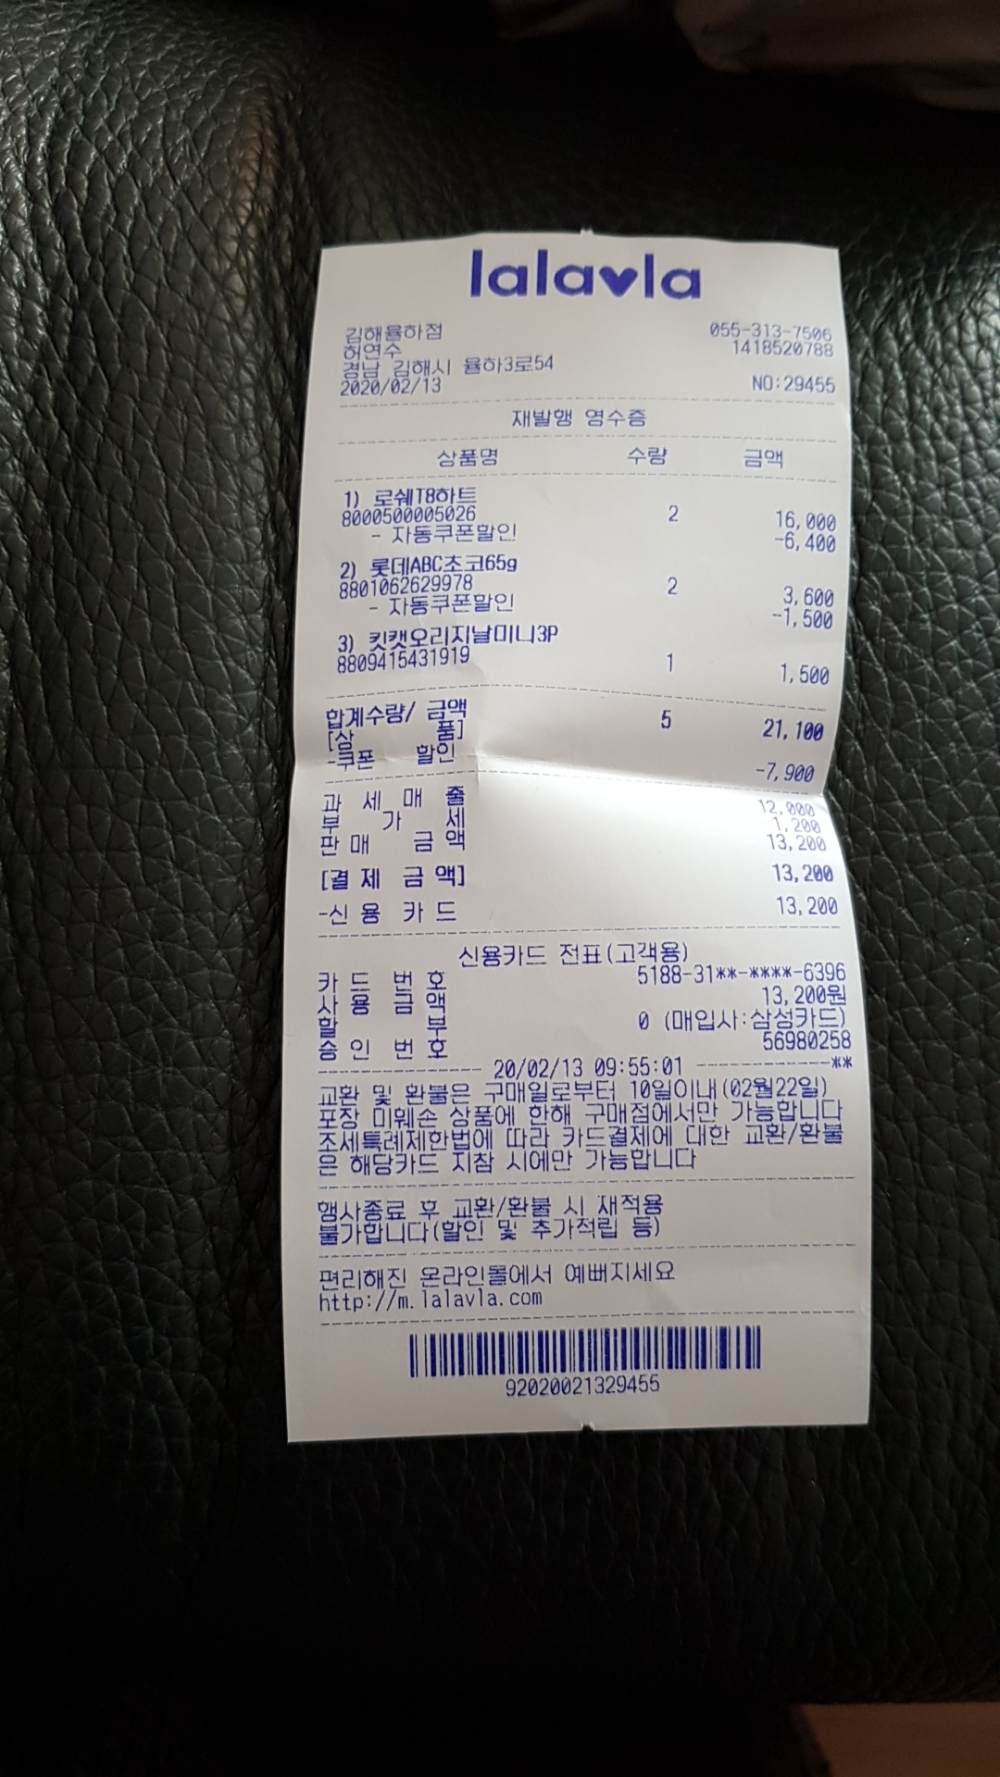 lalavla
김해율하점 055-313-7506
허연수 1418520788
경남 김해시 율하3로54
2020/02/13 NO:29455
재발행 영수증
상품명 수량 금액
1) 로쉐T8하트
8000500005026 2 16,000
- 자동쿠폰할인 -6,400
2) 롯데ABC초코65g
8801062629978 2 3,600
- 자동쿠폰할인 -1,500
3) 킷캣오리지날미니3P
8809415431919 1 1,500
합계수량/ 금액 5 21,100
[상 품]
-쿠폰 할인 -7,900
과 세 매 출 12,000
부 가 세 1,200
판매 금액 13,200
[결 제 금 액] 13,200
-신 용 카 드 13,200
신용카드 전표(고객용)
카 드 번 호 5188-31**-****-6396
사 용 금 액 13,200원
할 부 0 (매입사:삼성카드)
승 인 번 호 56980258
20/02/13 09:55:01 **
교환 및 환불은 구매일로부터 10일이내(02월22일)
포장 미훼손 상품에 한해 구매점에서만 가능합니다
조세특례제한법에 따라 카드결제에 대한 교환/환불
은 해당카드 지참 시에만 가능합니다
행사종료 후 교환/환불 시 재적용
불가합니다(할인 및 추가적립 등)
편리해진 온라인몰에서 예뻐지세요
http://m.lalavla.com
92020021329455